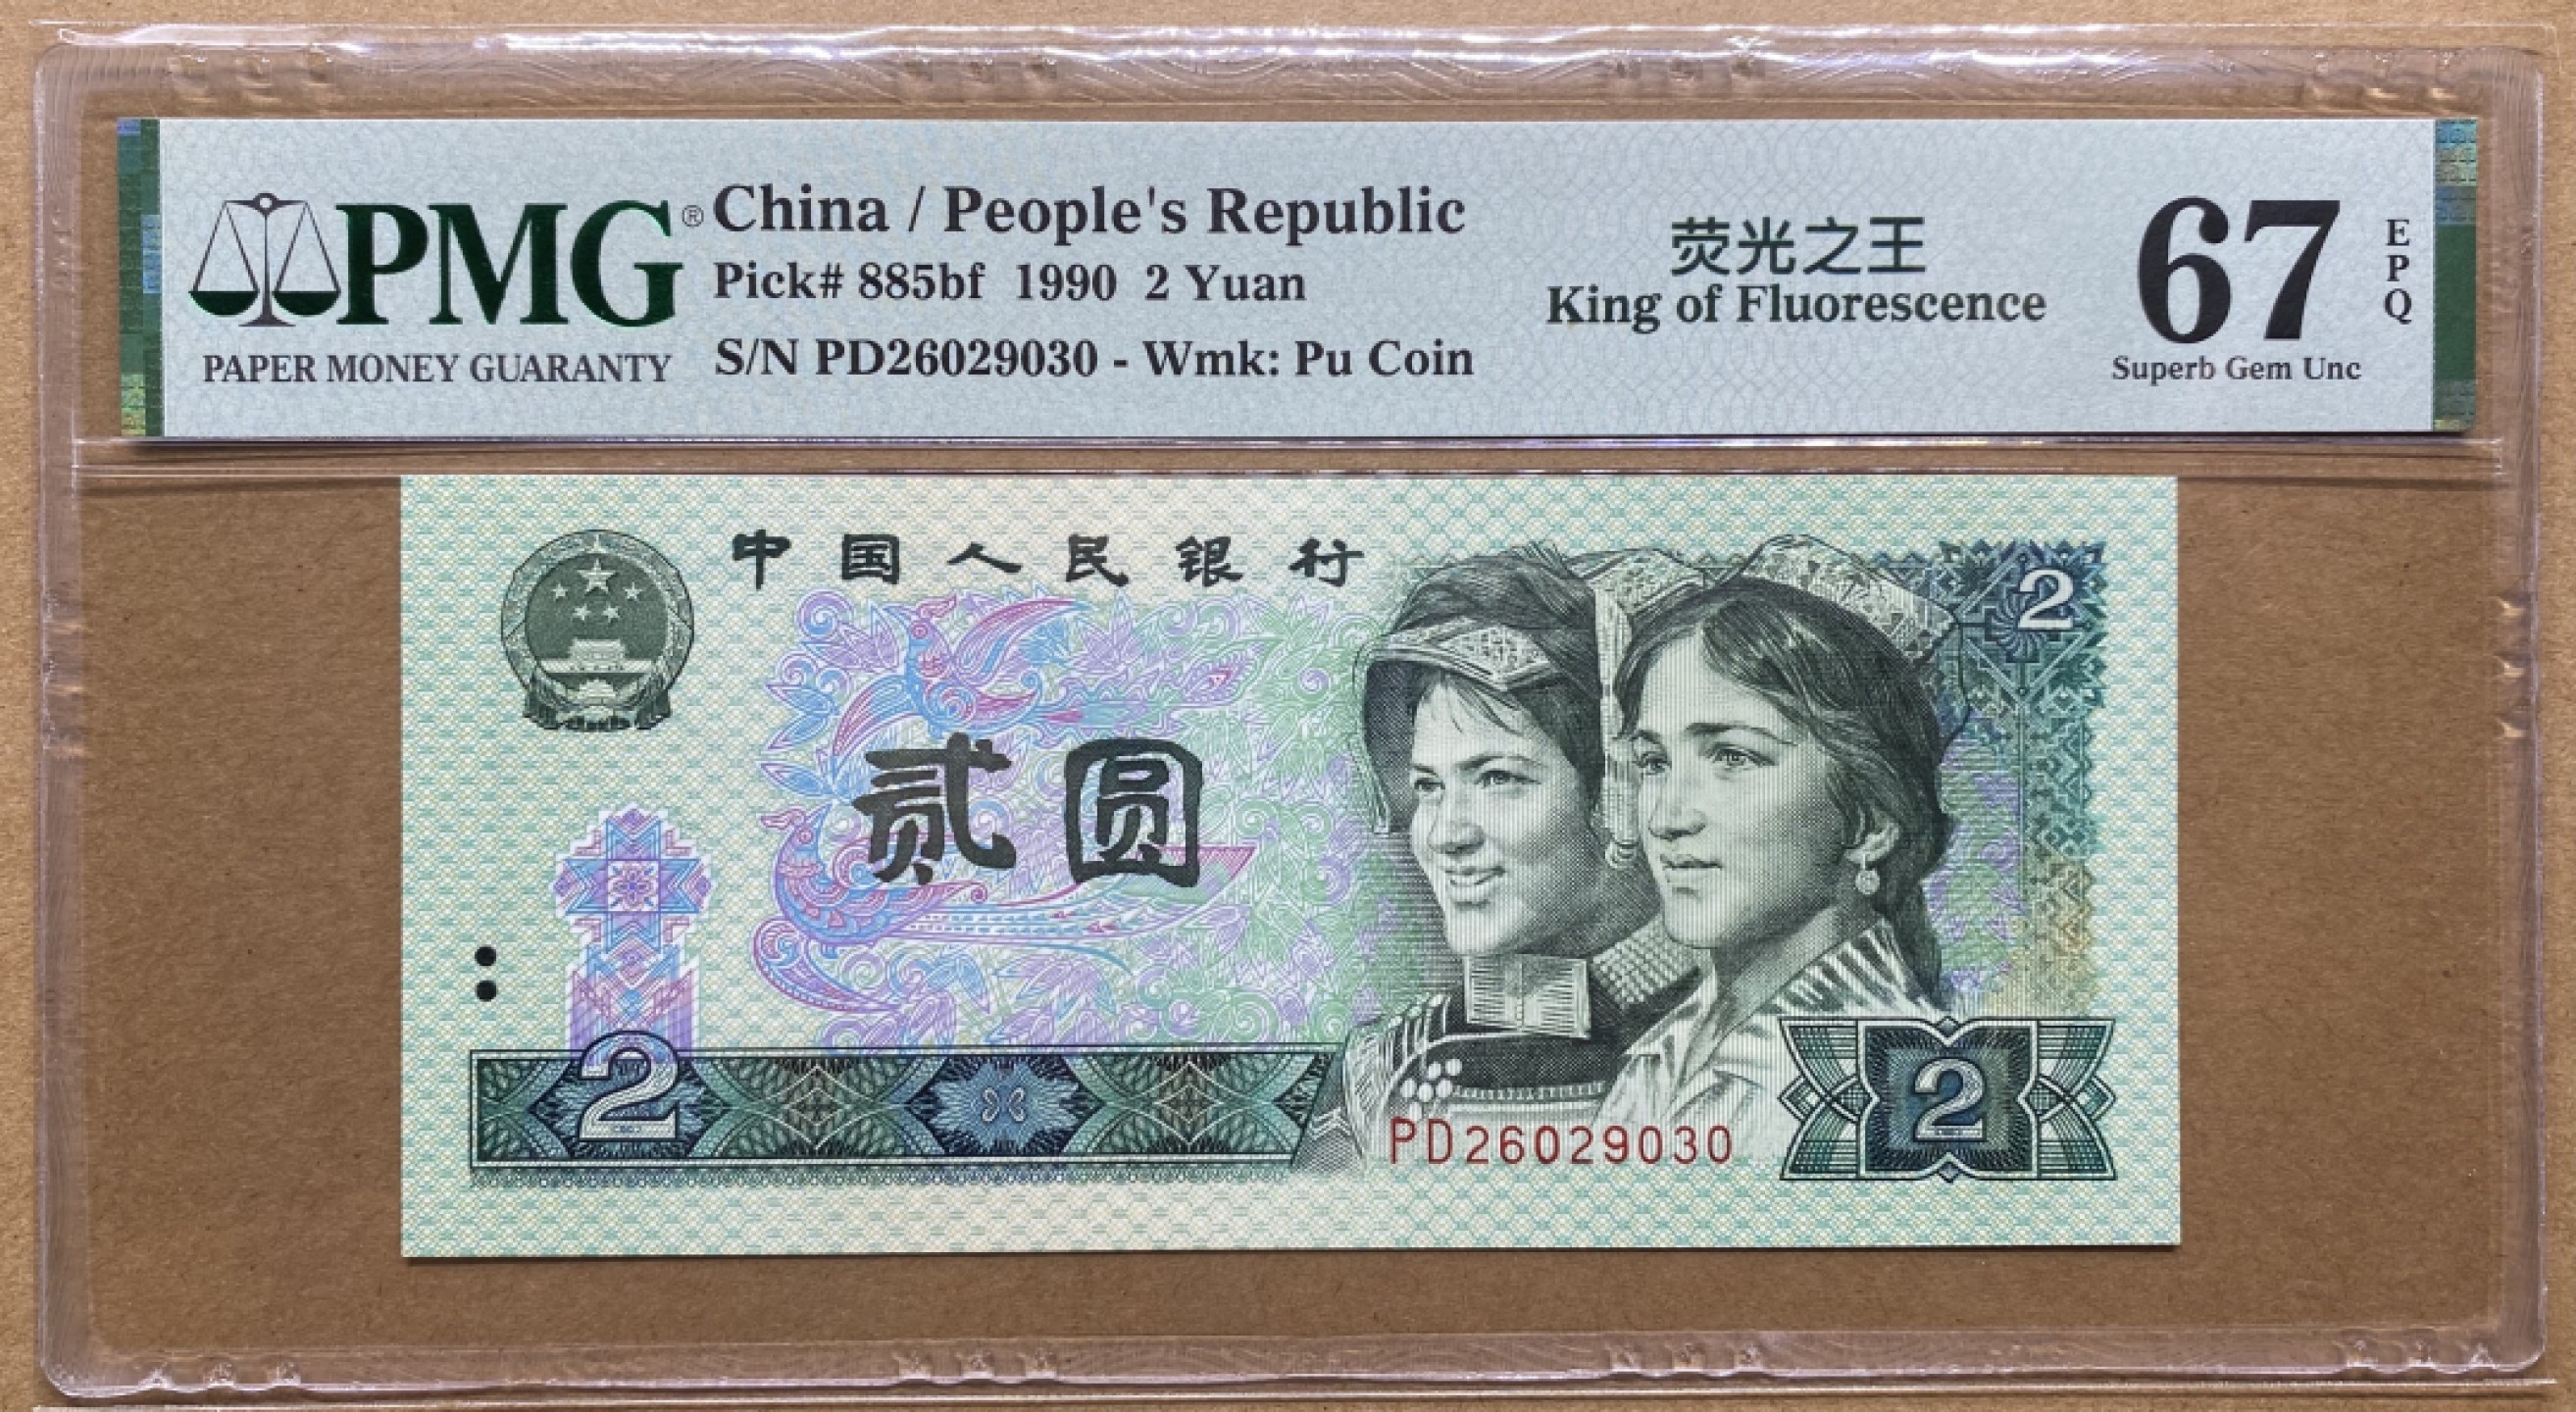 PMG®
PAPER MONEY GUARANTY
China / People's Republic
Pick# 885bf 1990 2 Yuan
S/N PD26029030 - Wmk: Pu Coin
荧光之王
King of Fluorescence
67
EPQ
Superb Gem Unc
中国人民银行
2
贰圆
2
PD26029030
2